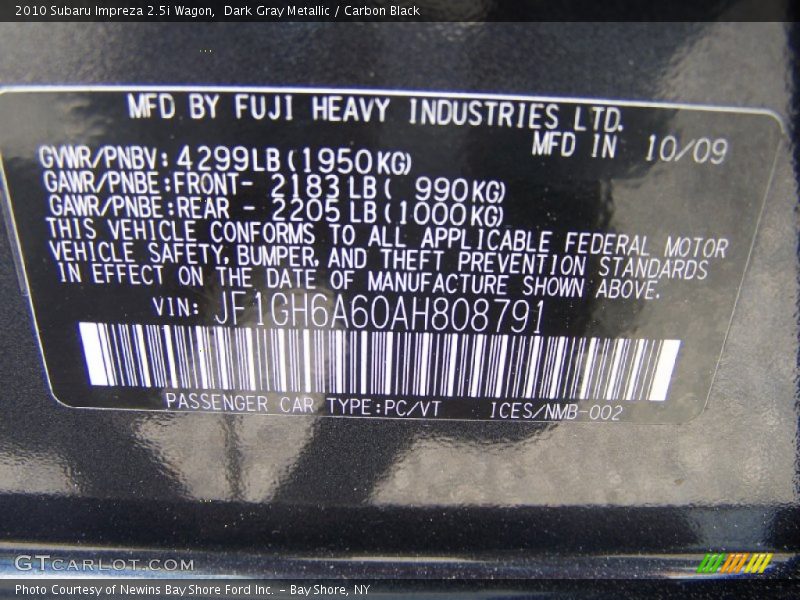 2010 Subaru Impreza 2.5i Wagon,  Dark Gray Metallic / Carbon Black
MFD BY FUJI HEAVY INDUSTRIES LTD.
MFD IN 10/09
GVWR/PNBV: 4299LB (1950KG)
GAWR/PNBE:FRONT- 2183LB ( 990KG)
GAWR/PNBE:REAR - 2205LB (1000KG)
THIS VEHICLE CONFORMS TO ALL APPLICABLE FEDERAL MOTOR
VEHICLE SAFETY, BUMPER, AND THEFT PREVENTION STANDARDS
IN EFFECT ON THE DATE OF MANUFACTURE SHOWN ABOVE.
VIN: JF1GH6A60AH808791
PASSENGER CAR TYPE:PC/VT ICES/NMB-002
GTCARLOT.COM
Photo Courtesy of Newins Bay Shore Ford Inc. - Bay Shore, NY